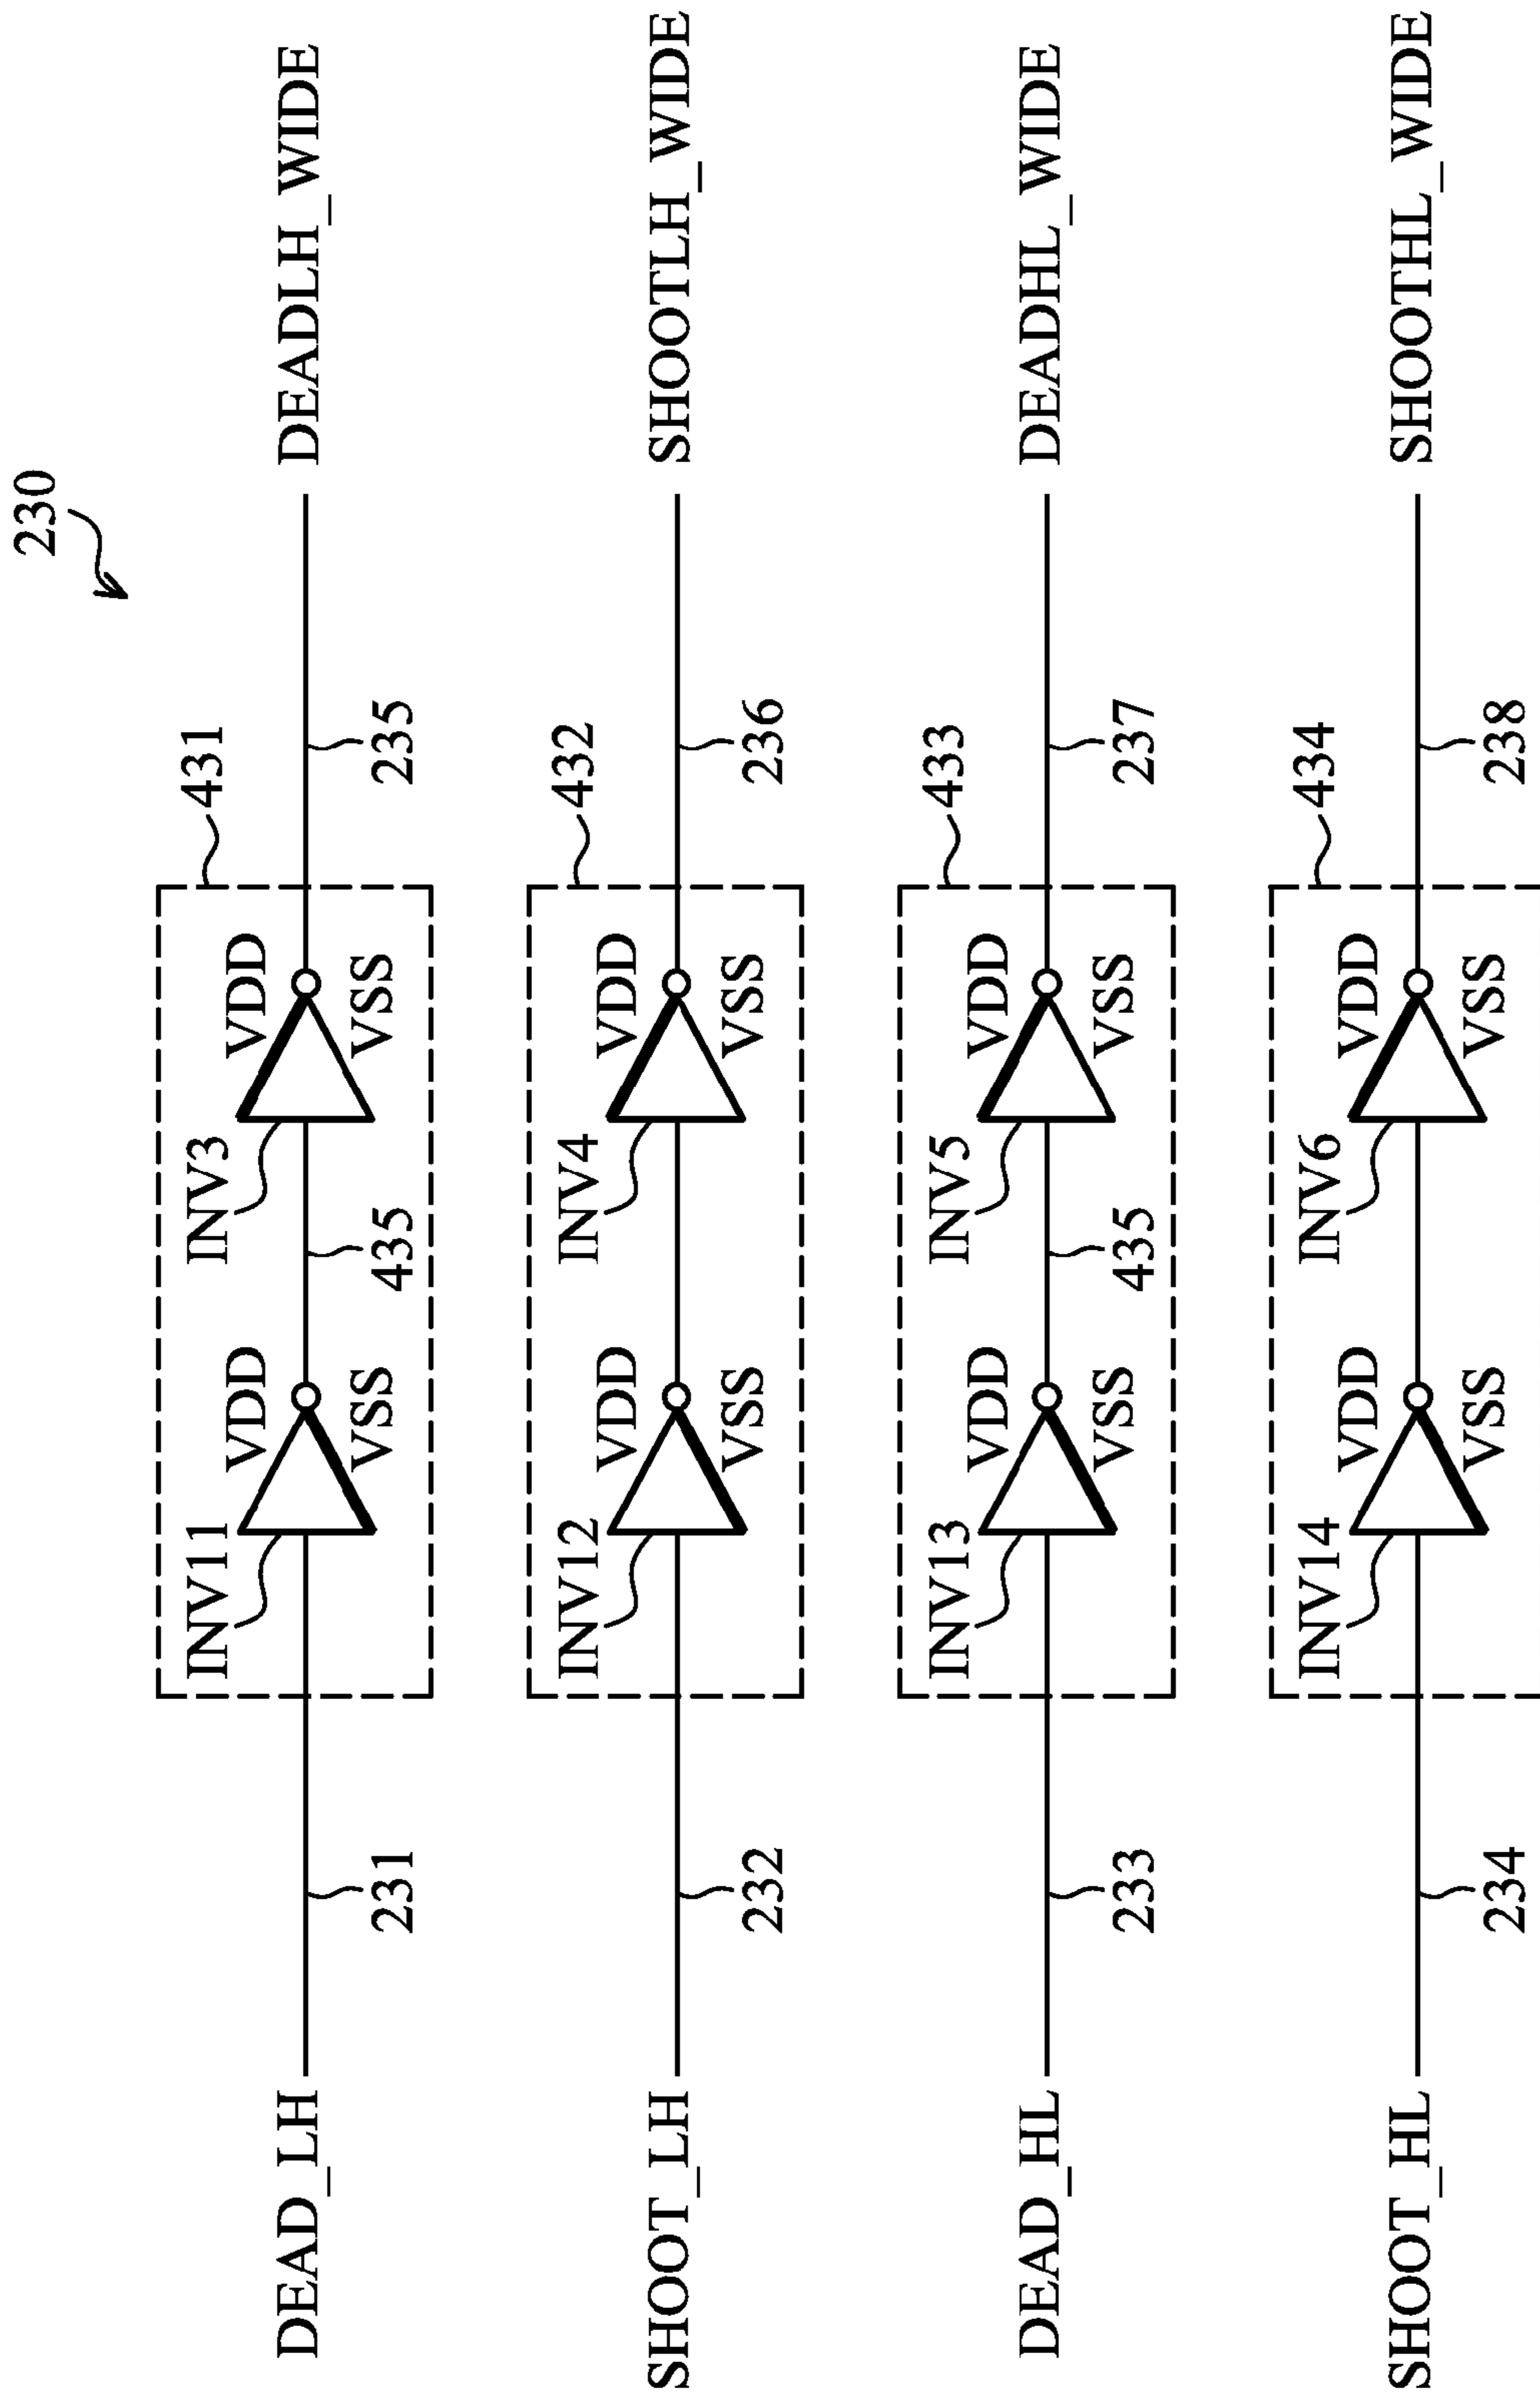 230
DEAD_LH
231
INV11
VDD
VSS
435
INV3
VDD
VSS
431
235
DEADLH_WIDE
SHOOT_LH
232
INV12
VDD
VSS
INV4
VDD
VSS
432
236
SHOOTLH_WIDE
DEAD_HL
233
INV13
VDD
VSS
435
INV5
VDD
VSS
433
237
DEADHL_WIDE
SHOOT_HL
234
INV14
VDD
VSS
INV6
VDD
VSS
434
238
SHOOTHL_WIDE